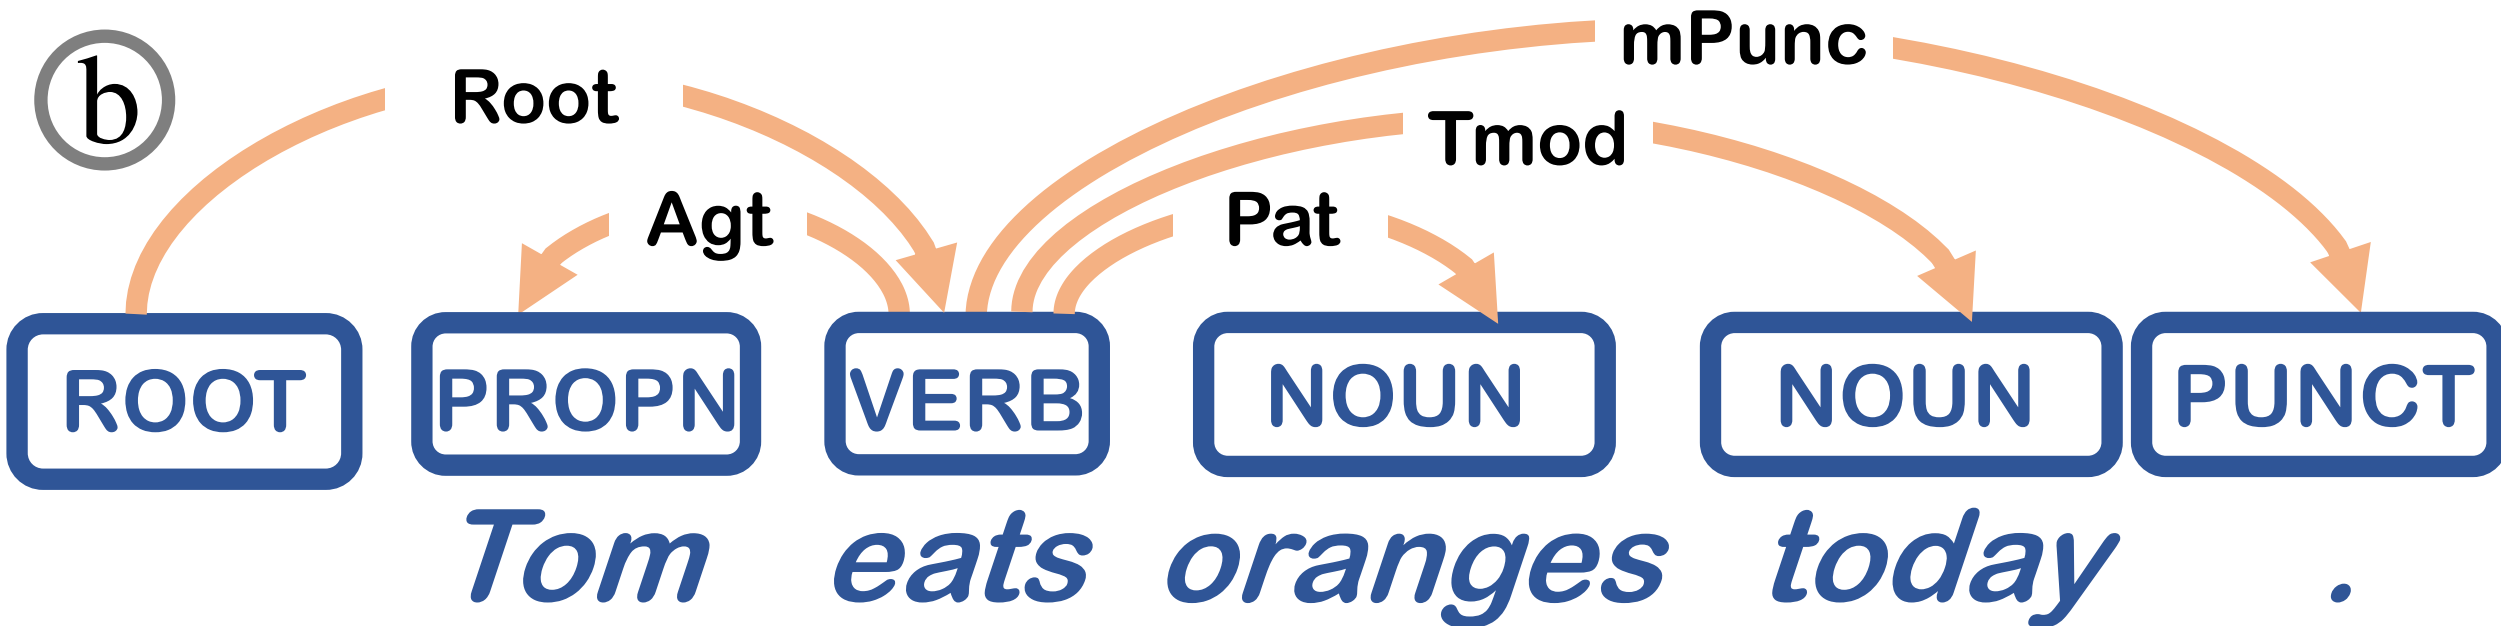 b
mPunc
Root
Tmod
Agt Pat
ROOT PROPN VERB NOUN NOUN PUNCT
Tom eats oranges today .